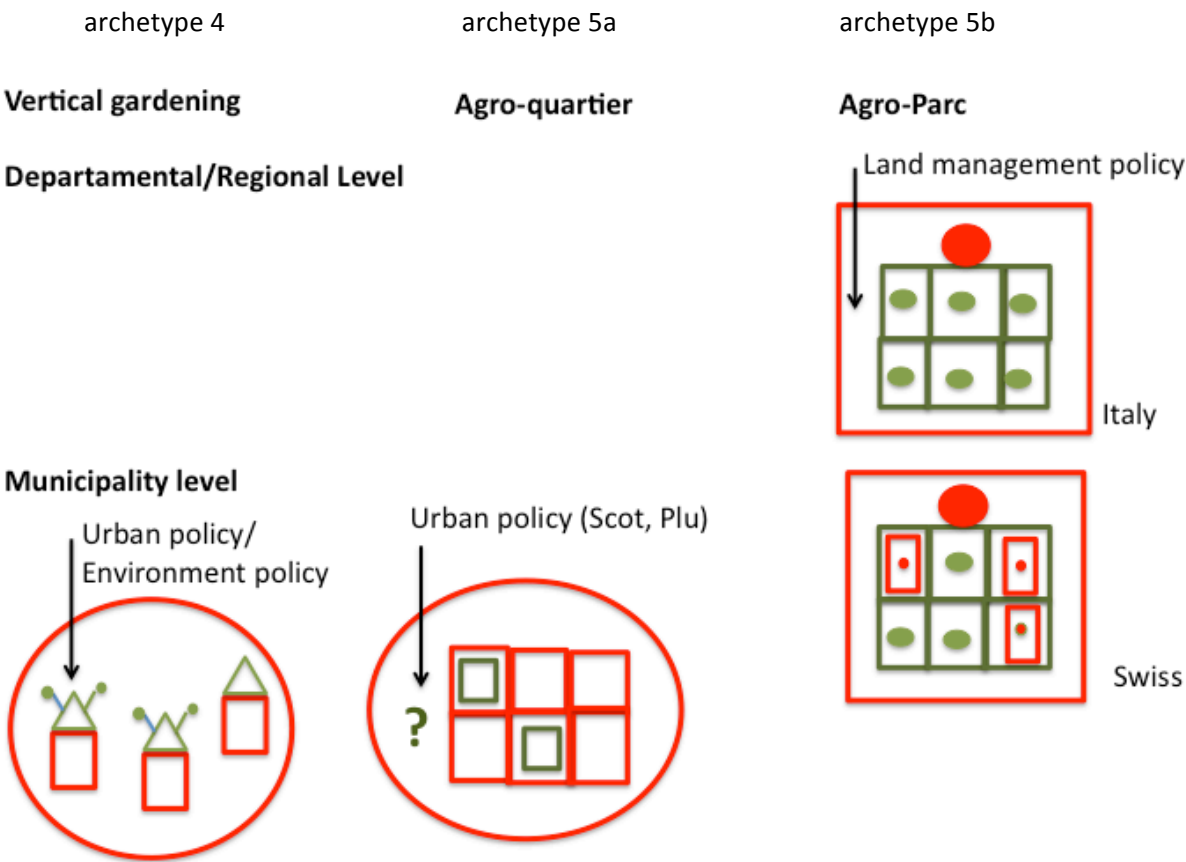 archetype 4
archetype 5a
archetype 5b
Vertical gardening
Agro-quartier
Agro-Parc
Departamental/Regional Level
Land management policy
Italy
Municipality level
Urban policy/
Environment policy
Urban policy (Scot, Plu)
?
Swiss